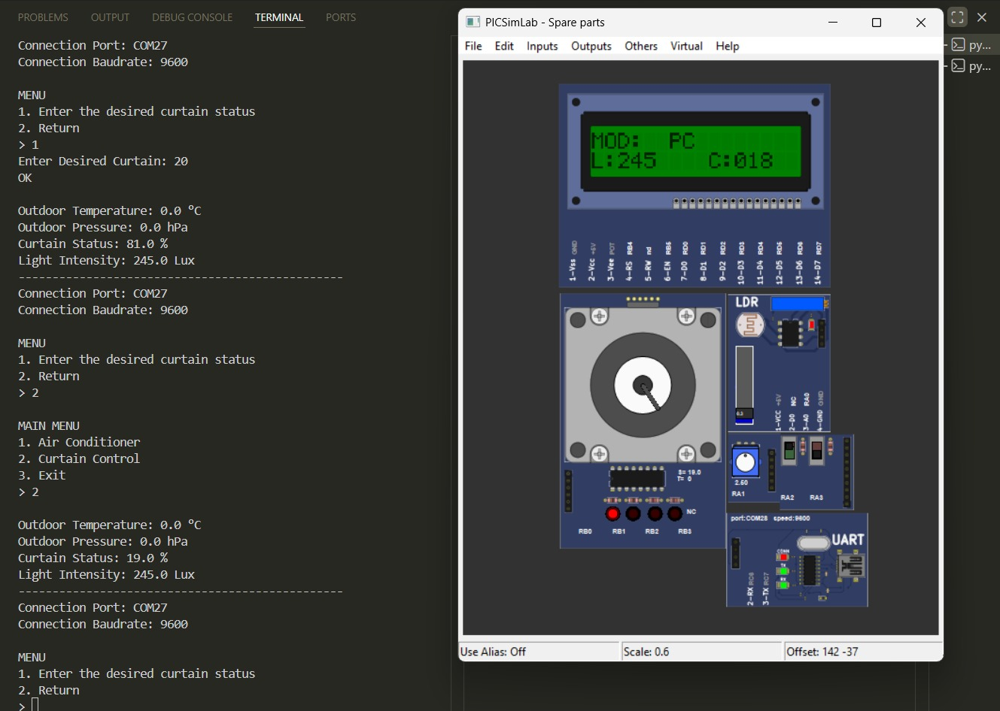 PROBLEMS OUTPUT DEBUG CONSOLE TERMINAL PORTS
Connection Port: COM27
Connection Baudrate: 9600
MENU
1. Enter the desired curtain status
2. Return
> 1
Enter Desired Curtain: 20
OK
Outdoor Temperature: 0.0 °C
Outdoor Pressure: 0.0 hPa
Curtain Status: 81.0 %
Light Intensity: 245.0 Lux
------------------------------------------------
Connection Port: COM27
Connection Baudrate: 9600
MENU
1. Enter the desired curtain status
2. Return
> 2
MAIN MENU
1. Air Conditioner
2. Curtain Control
3. Exit
> 2
Outdoor Temperature: 0.0 °C
Outdoor Pressure: 0.0 hPa
Curtain Status: 19.0 %
Light Intensity: 245.0 Lux
------------------------------------------------
Connection Port: COM27
Connection Baudrate: 9600
MENU
1. Enter the desired curtain status
2. Return
>
PICSimLab - Spare parts
File Edit Inputs Outputs Others Virtual Help
MOD: PC
L:245 C:018
1-Vss GND
2-Vcc +5V
3-Vee POT
4-RS RB4
5-RW nd
6-EN RB5
7-D0 RD0
8-D1 RD1
9-D2 RD2
10-D3 RD3
11-D4 RD4
12-D5 RD5
13-D6 RD6
14-D7 RD7
S= 19.0
T= 0
NC
RB0 RB1 RB2 RB3
LDR
0.3
1-VCC +5V
2-D0 NC
3-A0 RA0
4-GND GND
2.50
RA1
RA2 RA3
port:COM28 speed:9600
UART
CONN
TX
RX
2-RX RC6
3-TX RC7
Use Alias: Off
Scale: 0.6
Offset: 142 -37
py...
py...